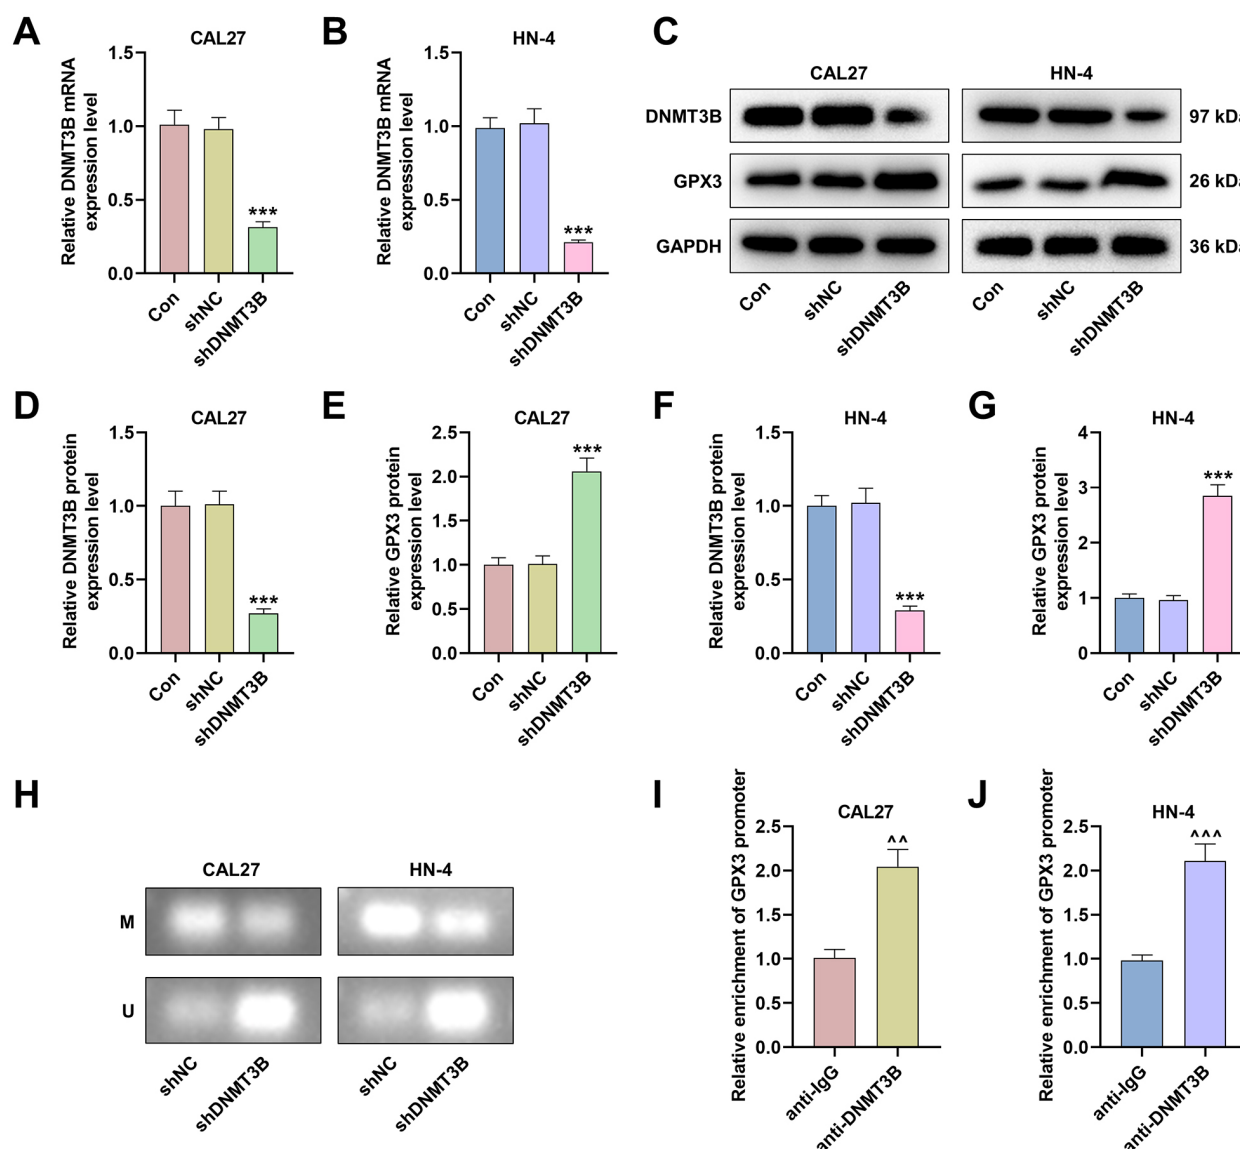 A
CAL27
Relative DNMT3B mRNA
expression level
1.5
1.0
0.5
0.0
***
Con
shNC
shDNMT3B
B
HN-4
Relative DNMT3B mRNA
expression level
1.5
1.0
0.5
0.0
***
Con
shNC
shDNMT3B
C
CAL27
HN-4
DNMT3B
97 kDa
GPX3
26 kDa
GAPDH
36 kDa
Con
shNC
shDNMT3B
Con
shNC
shDNMT3B
D
CAL27
Relative DNMT3B protein
expression level
1.5
1.0
0.5
0.0
***
Con
shNC
shDNMT3B
E
CAL27
Relative GPX3 protein
expression level
2.5
2.0
1.5
1.0
0.5
0.0
***
Con
shNC
shDNMT3B
F
HN-4
Relative DNMT3B protein
expression level
1.5
1.0
0.5
0.0
***
Con
shNC
shDNMT3B
G
HN-4
Relative GPX3 protein
expression level
4
3
2
1
0
***
Con
shNC
shDNMT3B
H
CAL27
HN-4
M
U
shNC
shDNMT3B
shNC
shDNMT3B
I
CAL27
Relative enrichment of GPX3 promoter
2.5
2.0
1.5
1.0
0.5
0.0
^^
anti-IgG
anti-DNMT3B
J
HN-4
Relative enrichment of GPX3 promoter
2.5
2.0
1.5
1.0
0.5
0.0
^^^
anti-IgG
anti-DNMT3B